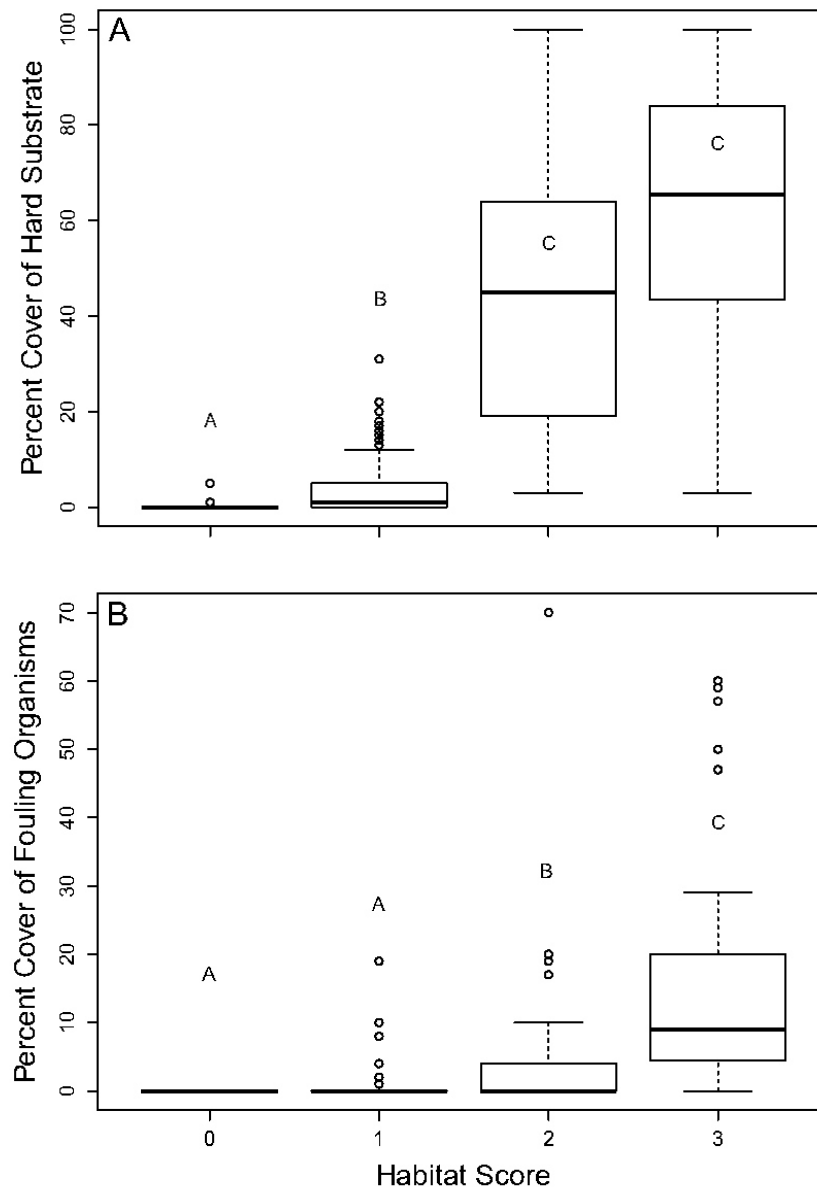 A
Percent Cover of Hard Substrate
100
80
60
40
20
0
A
B
C
C
B
Percent Cover of Fouling Organisms
70
60
50
40
30
20
10
0
A
A
B
C
0 1 2 3
Habitat Score